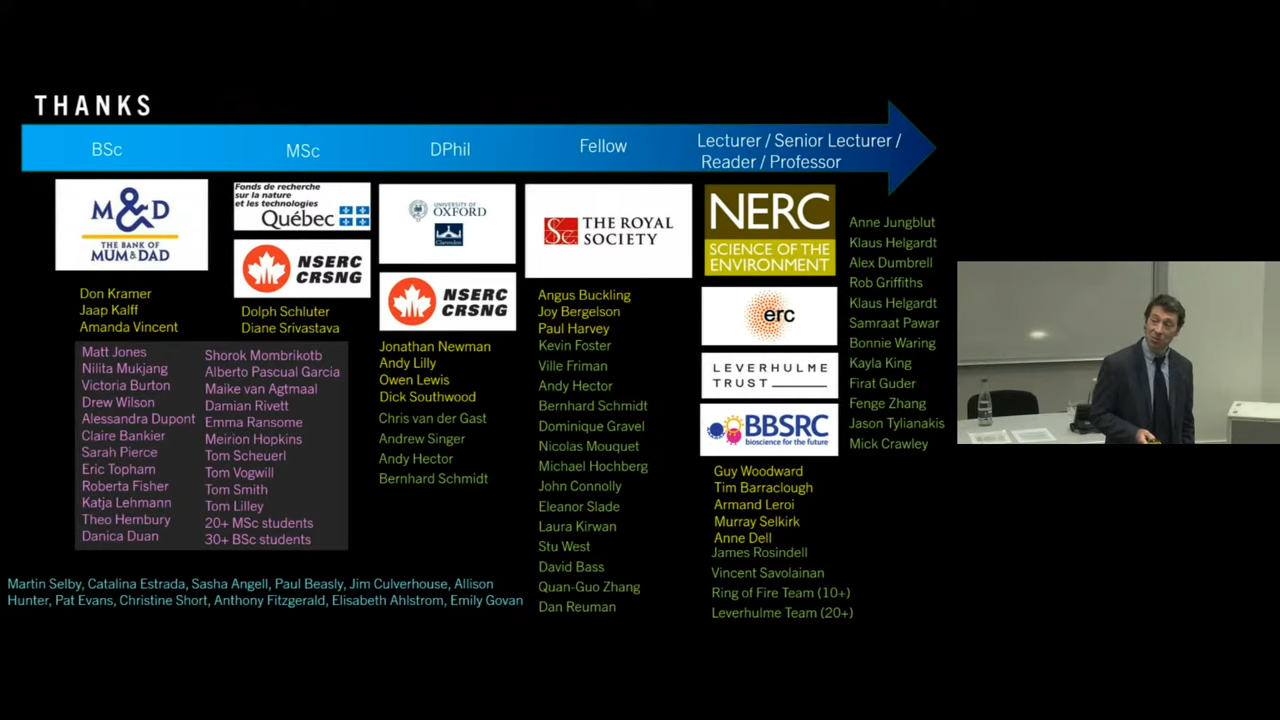 THANKS
BSc
MSc
DPhil
Fellow
Lecturer / Senior Lecturer /
Reader / Professor
M&D
THE BANK OF
MUM & DAD
Don Kramer
Jaap Kalff
Amanda Vincent
Fonds de recherche
sur la nature
et les technologies
Québec
NSERC
CRSNG
Dolph Schluter
Diane Srivastava
Matt Jones
Nilita Mukjang
Victoria Burton
Drew Wilson
Alessandra Dupont
Claire Bankier
Sarah Pierce
Eric Topham
Roberta Fisher
Katja Lehmann
Theo Hembury
Danica Duan
Shorok Mombrikotb
Alberto Pascual Garcia
Maike van Agtmaal
Damian Rivett
Emma Ransome
Meirion Hopkins
Tom Scheuerl
Tom Vogwill
Tom Smith
Tom Lilley
20+ MSc students
30+ BSc students
UNIVERSITY OF
OXFORD
Clarendon
NSERC
CRSNG
Jonathan Newman
Andy Lilly
Owen Lewis
Dick Southwood
Chris van der Gast
Andrew Singer
Andy Hector
Bernhard Schmidt
THE ROYAL
SOCIETY
Angus Buckling
Joy Bergelson
Paul Harvey
Kevin Foster
Ville Friman
Andy Hector
Bernhard Schmidt
Dominique Gravel
Nicolas Mouquet
Michael Hochberg
John Connolly
Eleanor Slade
Laura Kirwan
Stu West
David Bass
Quan-Guo Zhang
Dan Reuman
NERC
SCIENCE OF THE
ENVIRONMENT
erc
LEVERHULME
TRUST
BBSRC
bioscience for the future
Guy Woodward
Tim Barraclough
Armand Leroi
Murray Selkirk
Anne Dell
James Rosindell
Vincent Savolainan
Ring of Fire Team (10+)
Leverhulme Team (20+)
Anne Jungblut
Klaus Helgardt
Alex Dumbrell
Rob Griffiths
Klaus Helgardt
Samraat Pawar
Bonnie Waring
Kayla King
Firat Guder
Fenge Zhang
Jason Tylianakis
Mick Crawley
Martin Selby, Catalina Estrada, Sasha Angell, Paul Beasly, Jim Culverhouse, Allison
Hunter, Pat Evans, Christine Short, Anthony Fitzgerald, Elisabeth Ahlstrom, Emily Govan